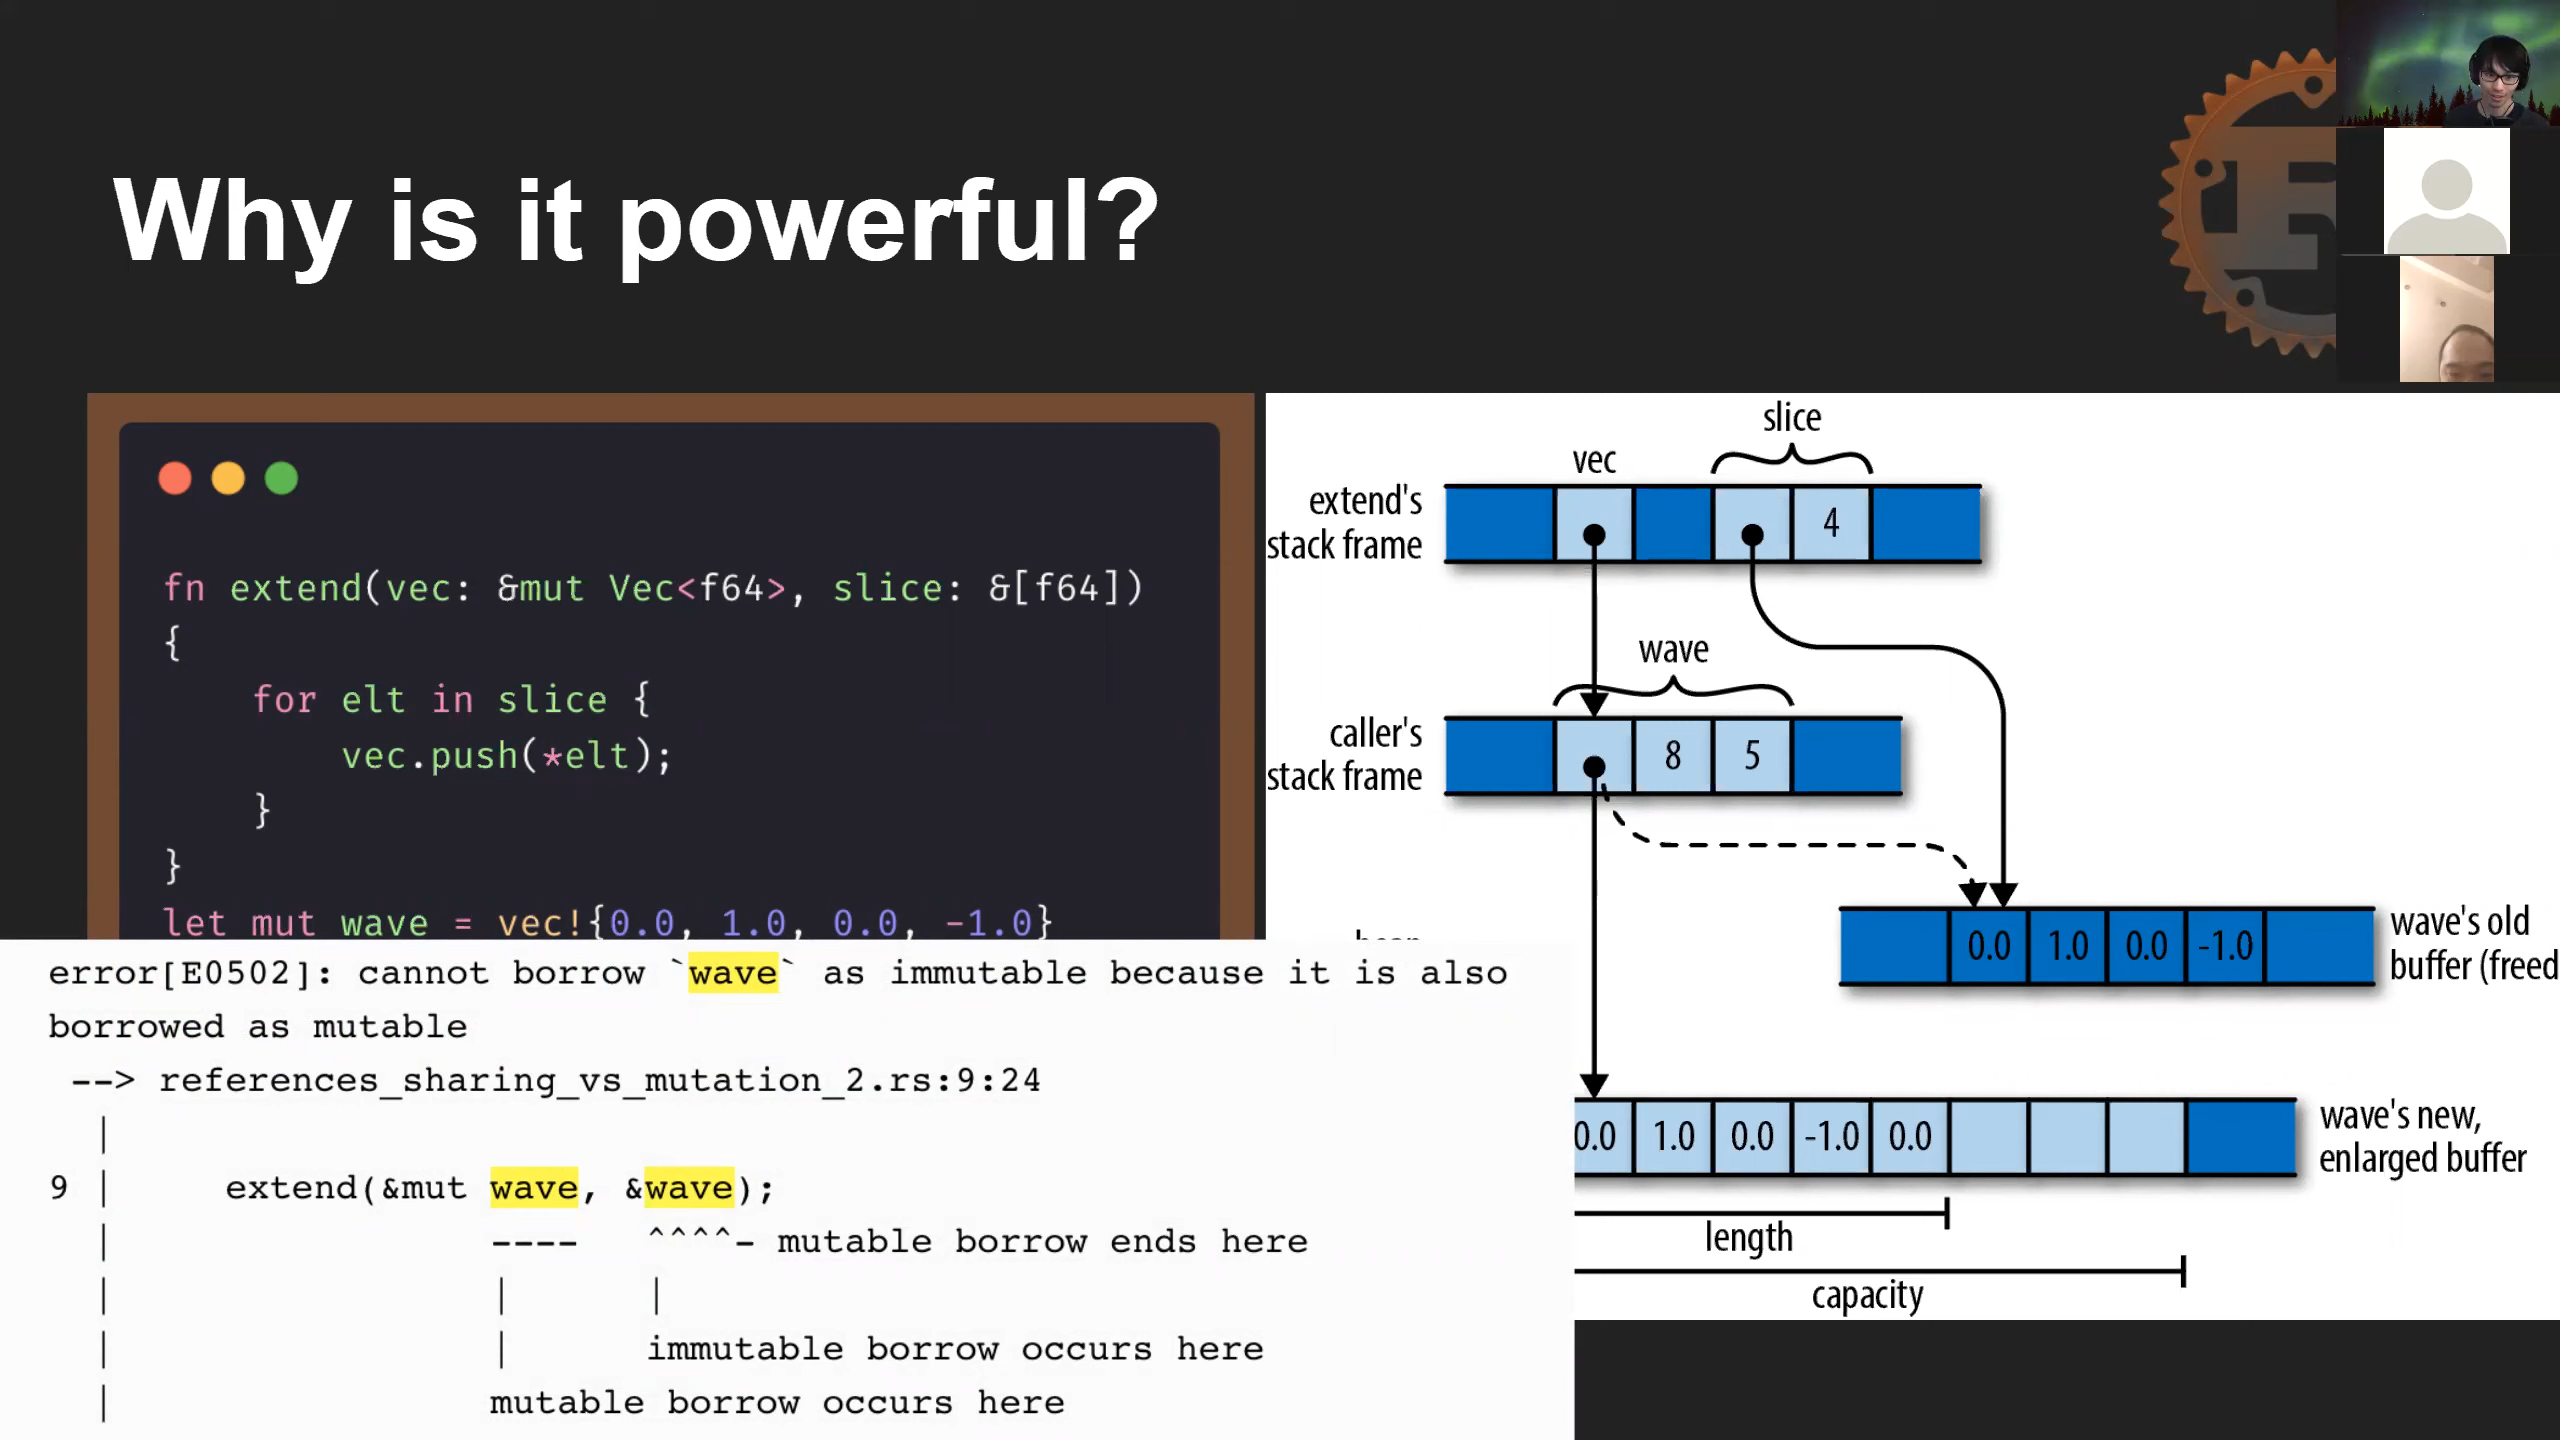 Why is it powerful?
fn extend(vec: &mut Vec<f64>, slice: &[f64])
{
    for elt in slice {
        vec.push(*elt);
    }
}
let mut wave = vec!{0.0, 1.0, 0.0, -1.0}
error[E0502]: cannot borrow `wave` as immutable because it is also
borrowed as mutable
--> references_sharing_vs_mutation_2.rs:9:24
|
9 |     extend(&mut wave, &wave);
|                 ----   ^^^^- mutable borrow ends here
|                 |      |
|                 |      immutable borrow occurs here
|                 mutable borrow occurs here
slice
vec
extend's
stack frame
4
wave
caller's
stack frame
8 5
0.0 1.0 0.0 -1.0
wave's old
buffer (freed
0.0 1.0 0.0 -1.0 0.0
wave's new,
enlarged buffer
length
capacity